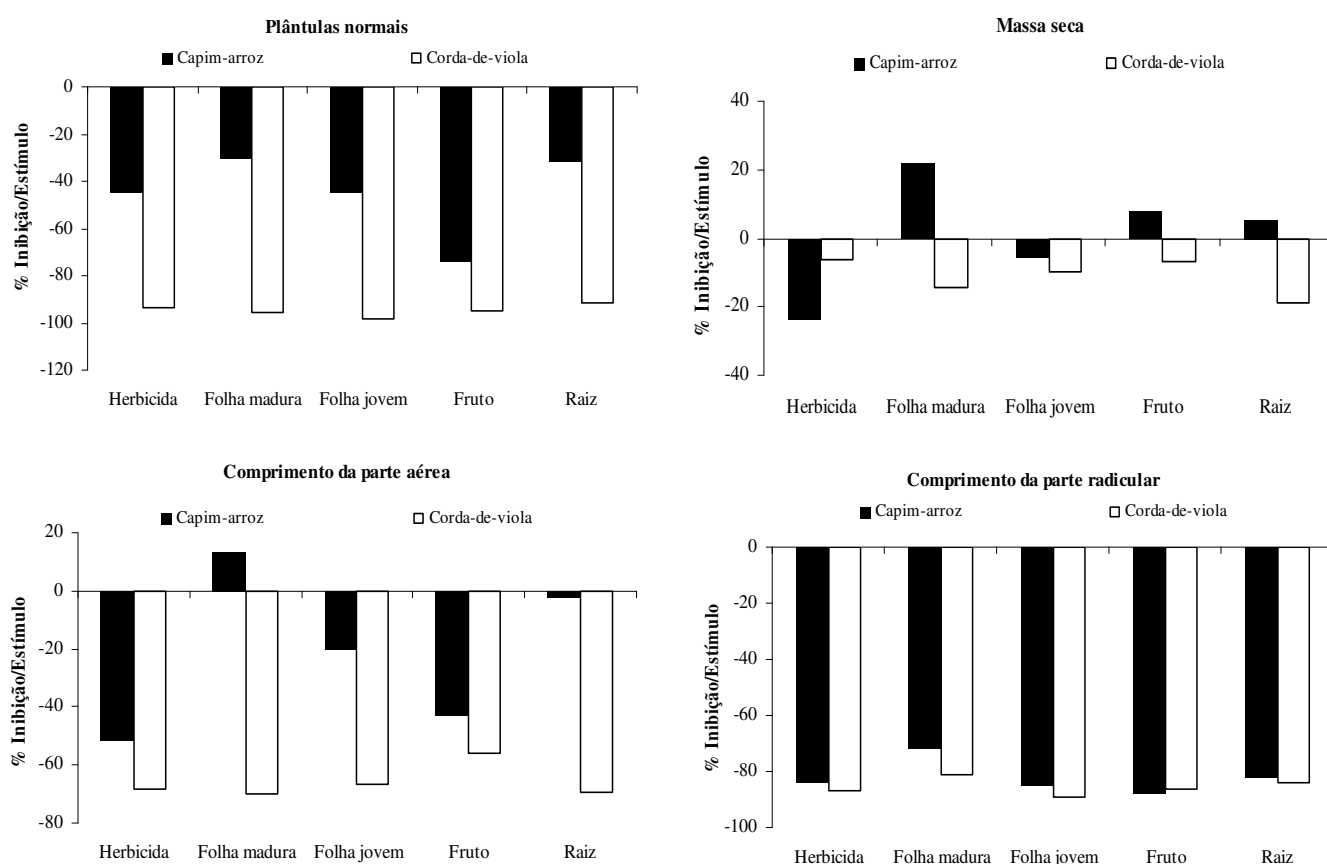 Plântulas normais
Capim-arroz Corda-de-viola
% Inibição/Estímulo
0
-20
-40
-60
-80
-100
-120
Herbicida Folha madura Folha jovem Fruto Raiz
Massa seca
Capim-arroz Corda-de-viola
% Inibição/Estímulo
40
20
0
-20
-40
Herbicida Folha madura Folha jovem Fruto Raiz
Comprimento da parte aérea
Capim-arroz Corda-de-viola
% Inibição/Estímulo
20
0
-20
-40
-60
-80
Herbicida Folha madura Folha jovem Fruto Raiz
Comprimento da parte radicular
Capim-arroz Corda-de-viola
% Inibição/Estímulo
0
-20
-40
-60
-80
-100
Herbicida Folha madura Folha jovem Fruto Raiz